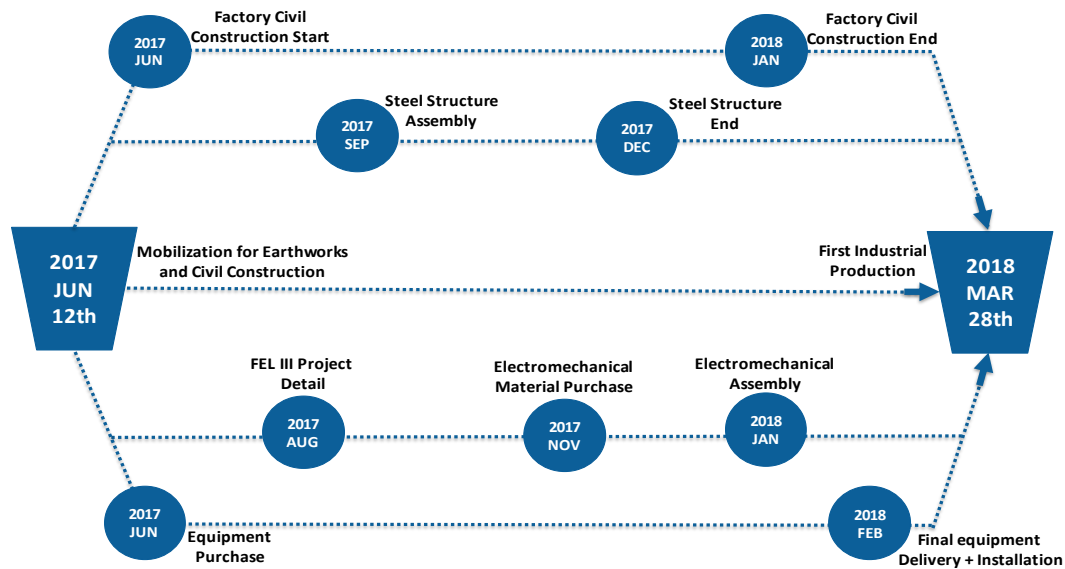 Factory Civil
Construction Start
2017
JUN
Factory Civil
Construction End
2018
JAN
Steel Structure
Assembly
2017
SEP
Steel Structure
End
2017
DEC
2017
JUN
12th
Mobilization for Earthworks
and Civil Construction
First Industrial
Production
2018
MAR
28th
FEL III Project
Detail
2017
AUG
Electromechanical
Material Purchase
2017
NOV
Electromechanical
Assembly
2018
JAN
2017
JUN
Equipment
Purchase
2018
FEB
Final equipment
Delivery + Installation